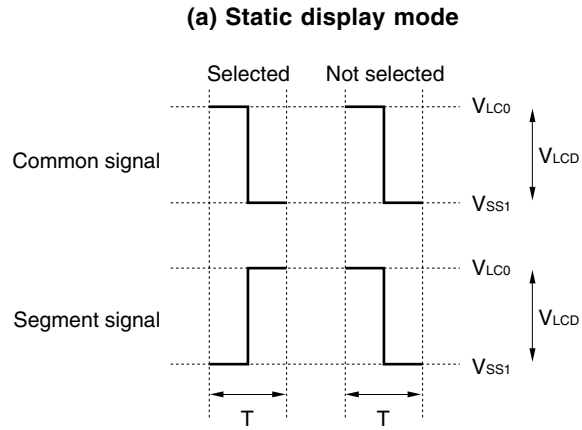 (a) Static display mode
Selected Not selected
VLC0
Common signal
VLCD
VSS1
VLC0
Segment signal
VLCD
VSS1
T T